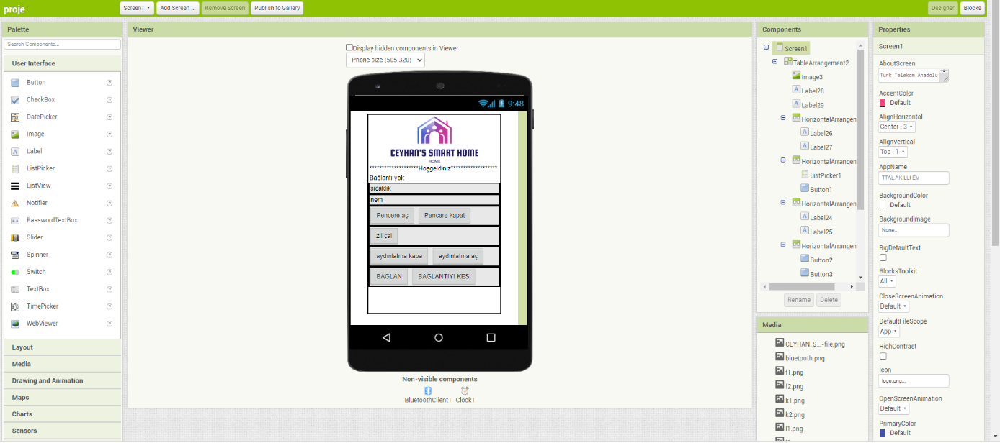 proje
Screen1
Add Screen ...
Remove Screen
Publish to Gallery
Designer
Blocks
Palette
Search Components...
User Interface
Button
CheckBox
DatePicker
Image
Label
ListPicker
ListView
Notifier
PasswordTextBox
Slider
Spinner
Switch
TextBox
TimePicker
WebViewer
Layout
Media
Drawing and Animation
Maps
Charts
Sensors
Viewer
Display hidden components in Viewer
Phone size (505,320)
9:48
CEYHAN'S SMART HOME
HOME
Hoşgeldiniz
Bağlantı yok
sicaklik
nem
Pencere aç
Pencere kapat
zil çal
aydınlatma kapa
aydınlatma aç
BAGLAN
BAGLANTIYI KES
Non-visible components
BluetoothClient1
Clock1
Components
Screen1
TableArrangement2
Image3
Label28
Label29
HorizontalArrangen
Label26
Label27
HorizontalArrangen
ListPicker1
Button1
HorizontalArrangen
Label24
Label25
HorizontalArrangen
Button2
Button3
Rename
Delete
Media
CEYHAN_S...-file.png
bluetooth.png
f1.png
f2.png
k1.png
k2.png
l1.png
Properties
Screen1
AboutScreen
Türk Telekom Anadolu
AccentColor
Default
AlignHorizontal
Center : 3
AlignVertical
Top : 1
AppName
TTAL AKILLI EV
BackgroundColor
Default
BackgroundImage
None...
BigDefaultText
BlocksToolkit
All
CloseScreenAnimation
Default
DefaultFileScope
App
HighContrast
Icon
logo.png...
OpenScreenAnimation
Default
PrimaryColor
Default